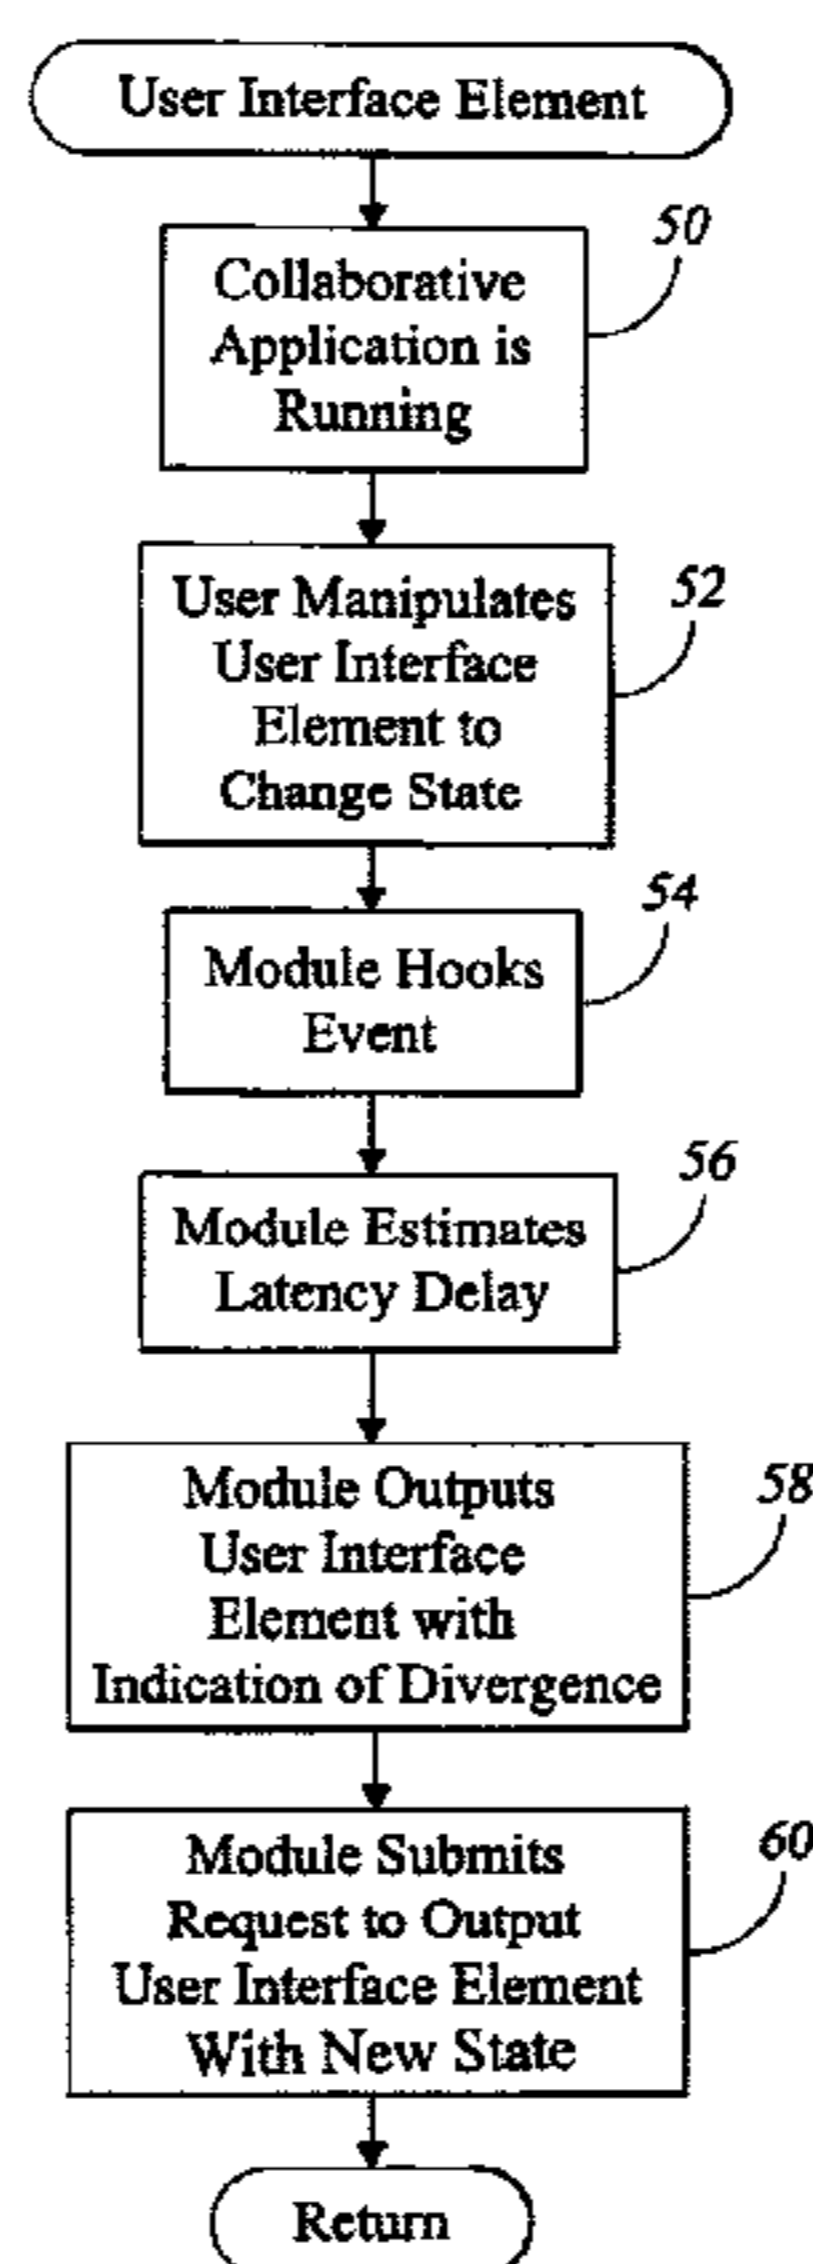 User Interface Element
50
Collaborative
Application is
Running
52
User Manipulates
User Interface
Element to
Change State
54
Module Hooks
Event
56
Module Estimates
Latency Delay
58
Module Outputs
User Interface
Element with
Indication of Divergence
60
Module Submits
Request to Output
User Interface Element
With New State
Return